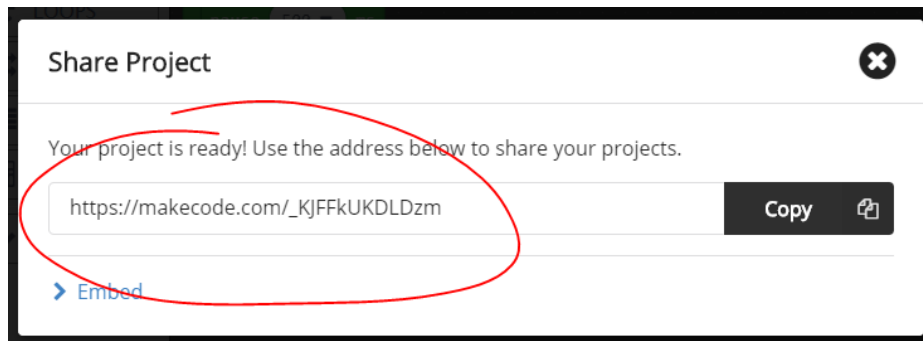 LOOPS
Share Project
Your project is ready! Use the address below to share your projects.
https://makecode.com/_KJFFkUKDLDzm
Copy
Embed